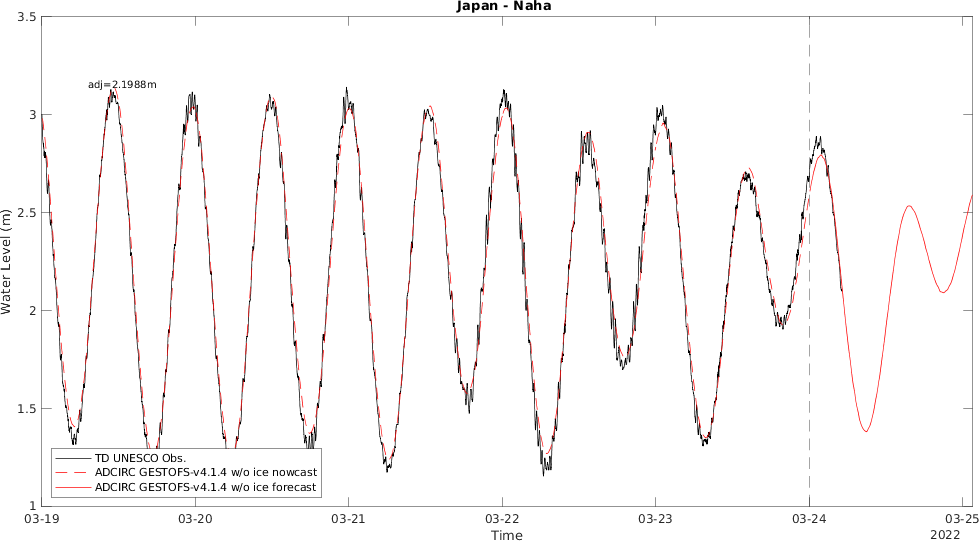 Japan - Naha
3.5
adj=2.1988m
3
2.5
2
1.5
1
Water Level (m)
TD UNESCO Obs.
ADCIRC GESTOFS-v4.1.4 w/o ice nowcast
ADCIRC GESTOFS-v4.1.4 w/o ice forecast
03-19 03-20 03-21 03-22 03-23 03-24 03-25
Time
2022